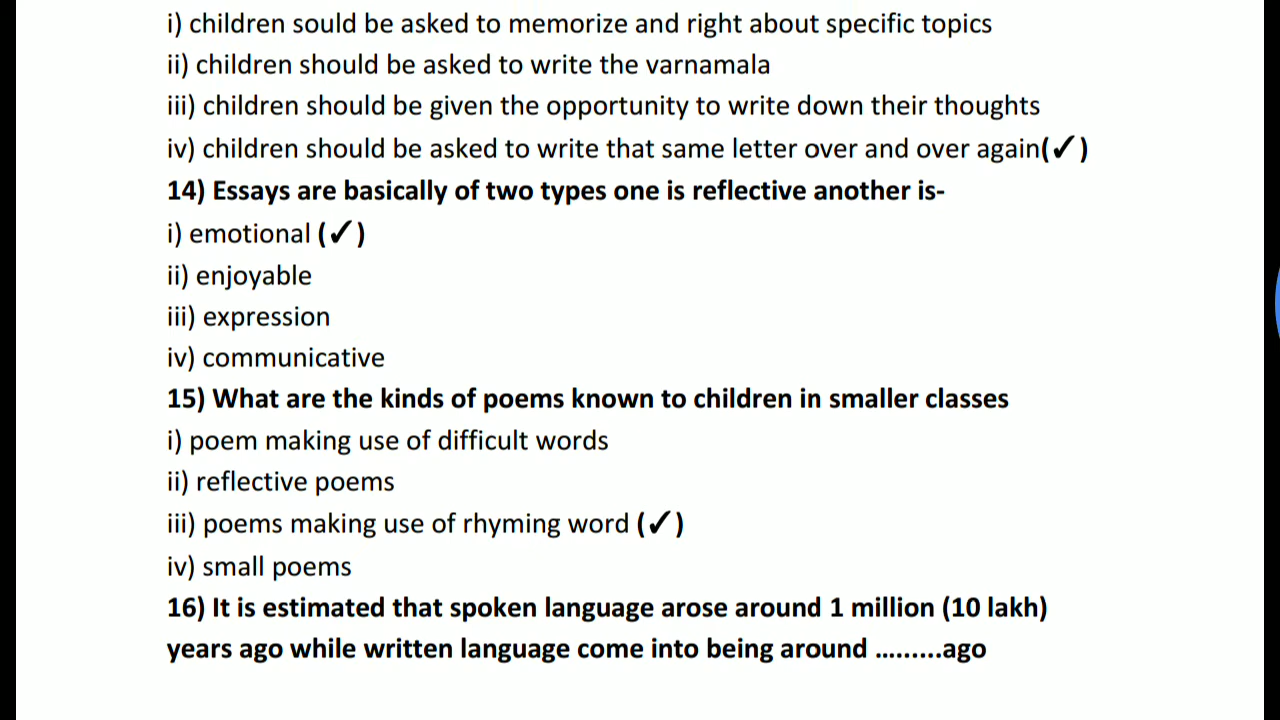 i) children sould be asked to memorize and right about specific topics
ii) children should be asked to write the varnamala
iii) children should be given the opportunity to write down their thoughts
iv) children should be asked to write that same letter over and over again(✓)
14) Essays are basically of two types one is reflective another is-
i) emotional (✓)
ii) enjoyable
iii) expression
iv) communicative
15) What are the kinds of poems known to children in smaller classes
i) poem making use of difficult words
ii) reflective poems
iii) poems making use of rhyming word (✓)
iv) small poems
16) It is estimated that spoken language arose around 1 million (10 lakh)
years ago while written language come into being around .........ago